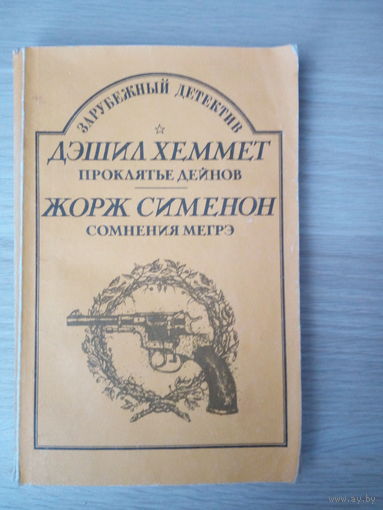 ЗАРУБЕЖНЫЙ ДЕТЕКТИВ
ДЭШИЛ ХЕММЕТ
ПРОКЛЯТЬЕ ДЕЙНОВ
ЖОРЖ СИМЕНОН
СОМНЕНИЯ МЕГРЭ
ay.by